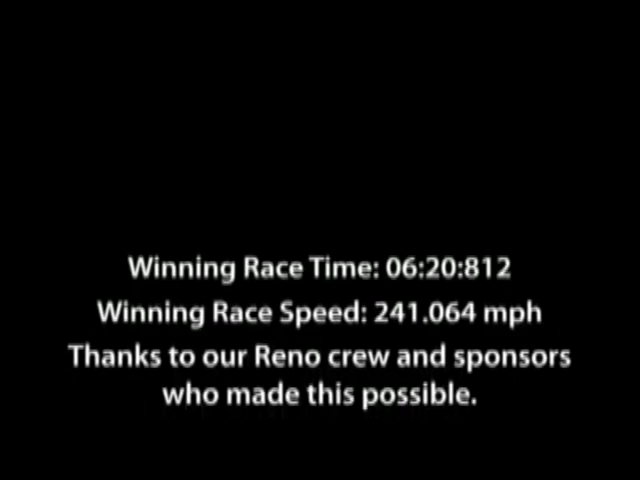 Winning Race Time: 06:20:812
Winning Race Speed: 241.064 mph
Thanks to our Reno crew and sponsors
who made this possible.